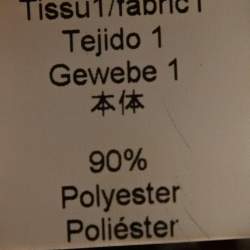 Tissu1/fabric1
Tejido 1
Gewebe 1
本体
90%
Polyester
Poliéster